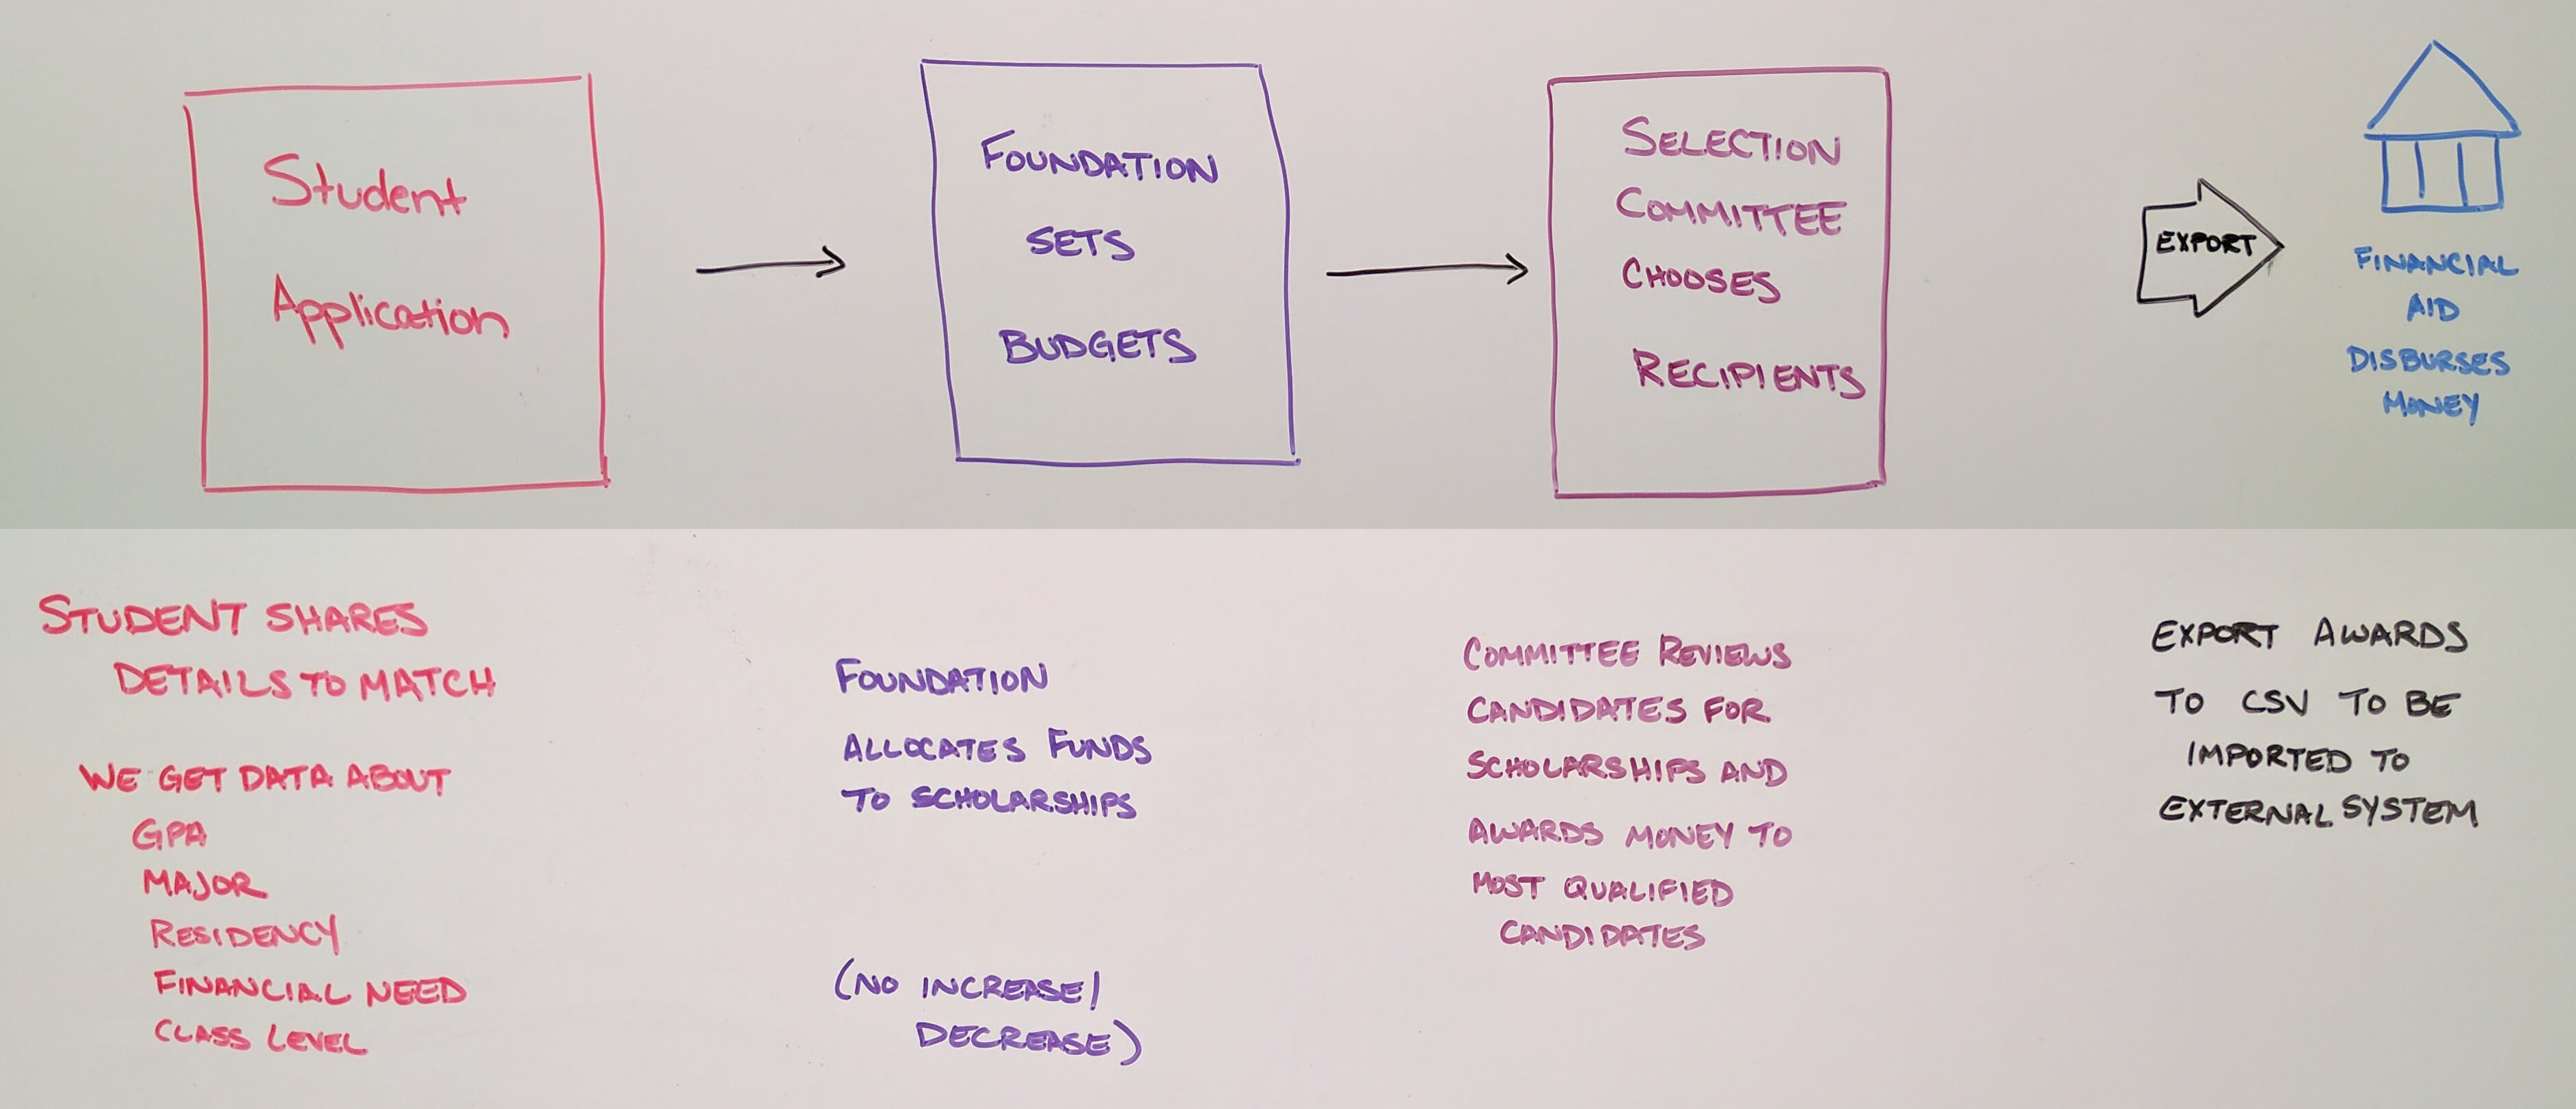 Student
Application
FOUNDATION
SETS
BUDGETS
SELECTION
COMMITTEE
CHOOSES
RECIPIENTS
EXPORT
FINANCIAL
AID
DISBURSES
MONEY
STUDENT SHARES
DETAILS TO MATCH
WE GET DATA ABOUT
GPA
MAJOR
RESIDENCY
FINANCIAL NEED
CLASS LEVEL
FOUNDATION
ALLOCATES FUNDS
TO SCHOLARSHIPS
(NO INCREASE/
DECREASE)
COMMITTEE REVIEWS
CANDIDATES FOR
SCHOLARSHIPS AND
AWARDS MONEY TO
MOST QUALIFIED
CANDIDATES
EXPORT AWARDS
TO CSV TO BE
IMPORTED TO
EXTERNAL SYSTEM